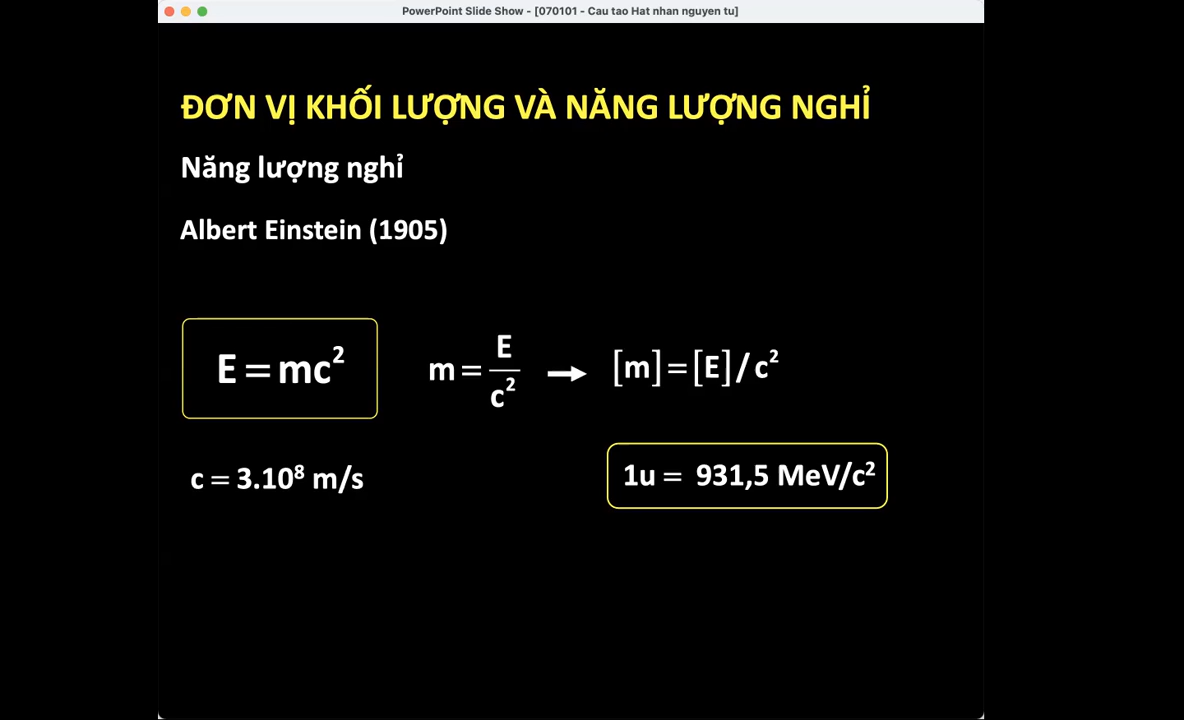 PowerPoint Slide Show - [070101 - Cau tao Hat nhan nguyen tu]
ĐƠN VỊ KHỐI LƯỢNG VÀ NĂNG LƯỢNG NGHỈ
Năng lượng nghỉ
Albert Einstein (1905)
E = mc² m = E/c² → [m] = [E]/c²
c = 3.10⁸ m/s
1u = 931,5 MeV/c²